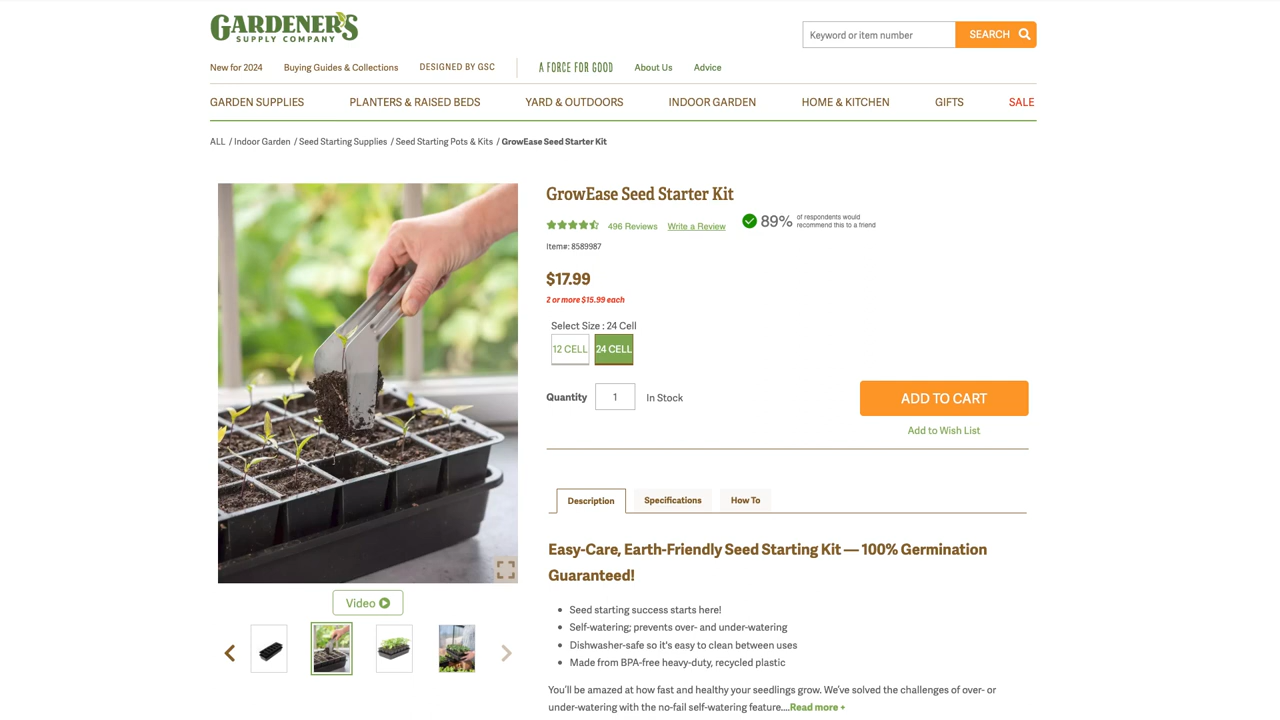 GARDENER'S
SUPPLY COMPANY
Keyword or item number
SEARCH
New for 2024 Buying Guides & Collections DESIGNED BY GSC A FORCE FOR GOOD About Us Advice
GARDEN SUPPLIES PLANTERS & RAISED BEDS YARD & OUTDOORS INDOOR GARDEN HOME & KITCHEN GIFTS SALE
ALL / Indoor Garden / Seed Starting Supplies / Seed Starting Pots & Kits / GrowEase Seed Starter Kit
GrowEase Seed Starter Kit
496 Reviews Write a Review 89% of respondents would
recommend this to a friend
Item#: 8589987
$17.99
2 or more $15.99 each
Select Size : 24 Cell
12 CELL 24 CELL
Quantity 1 In Stock
ADD TO CART
Add to Wish List
Description Specifications How To
Easy-Care, Earth-Friendly Seed Starting Kit — 100% Germination
Guaranteed!
• Seed starting success starts here!
• Self-watering; prevents over- and under-watering
• Dishwasher-safe so it's easy to clean between uses
• Made from BPA-free heavy-duty, recycled plastic
You'll be amazed at how fast and healthy your seedlings grow. We've solved the challenges of over- or
under-watering with the no-fail self-watering feature....Read more +
Video